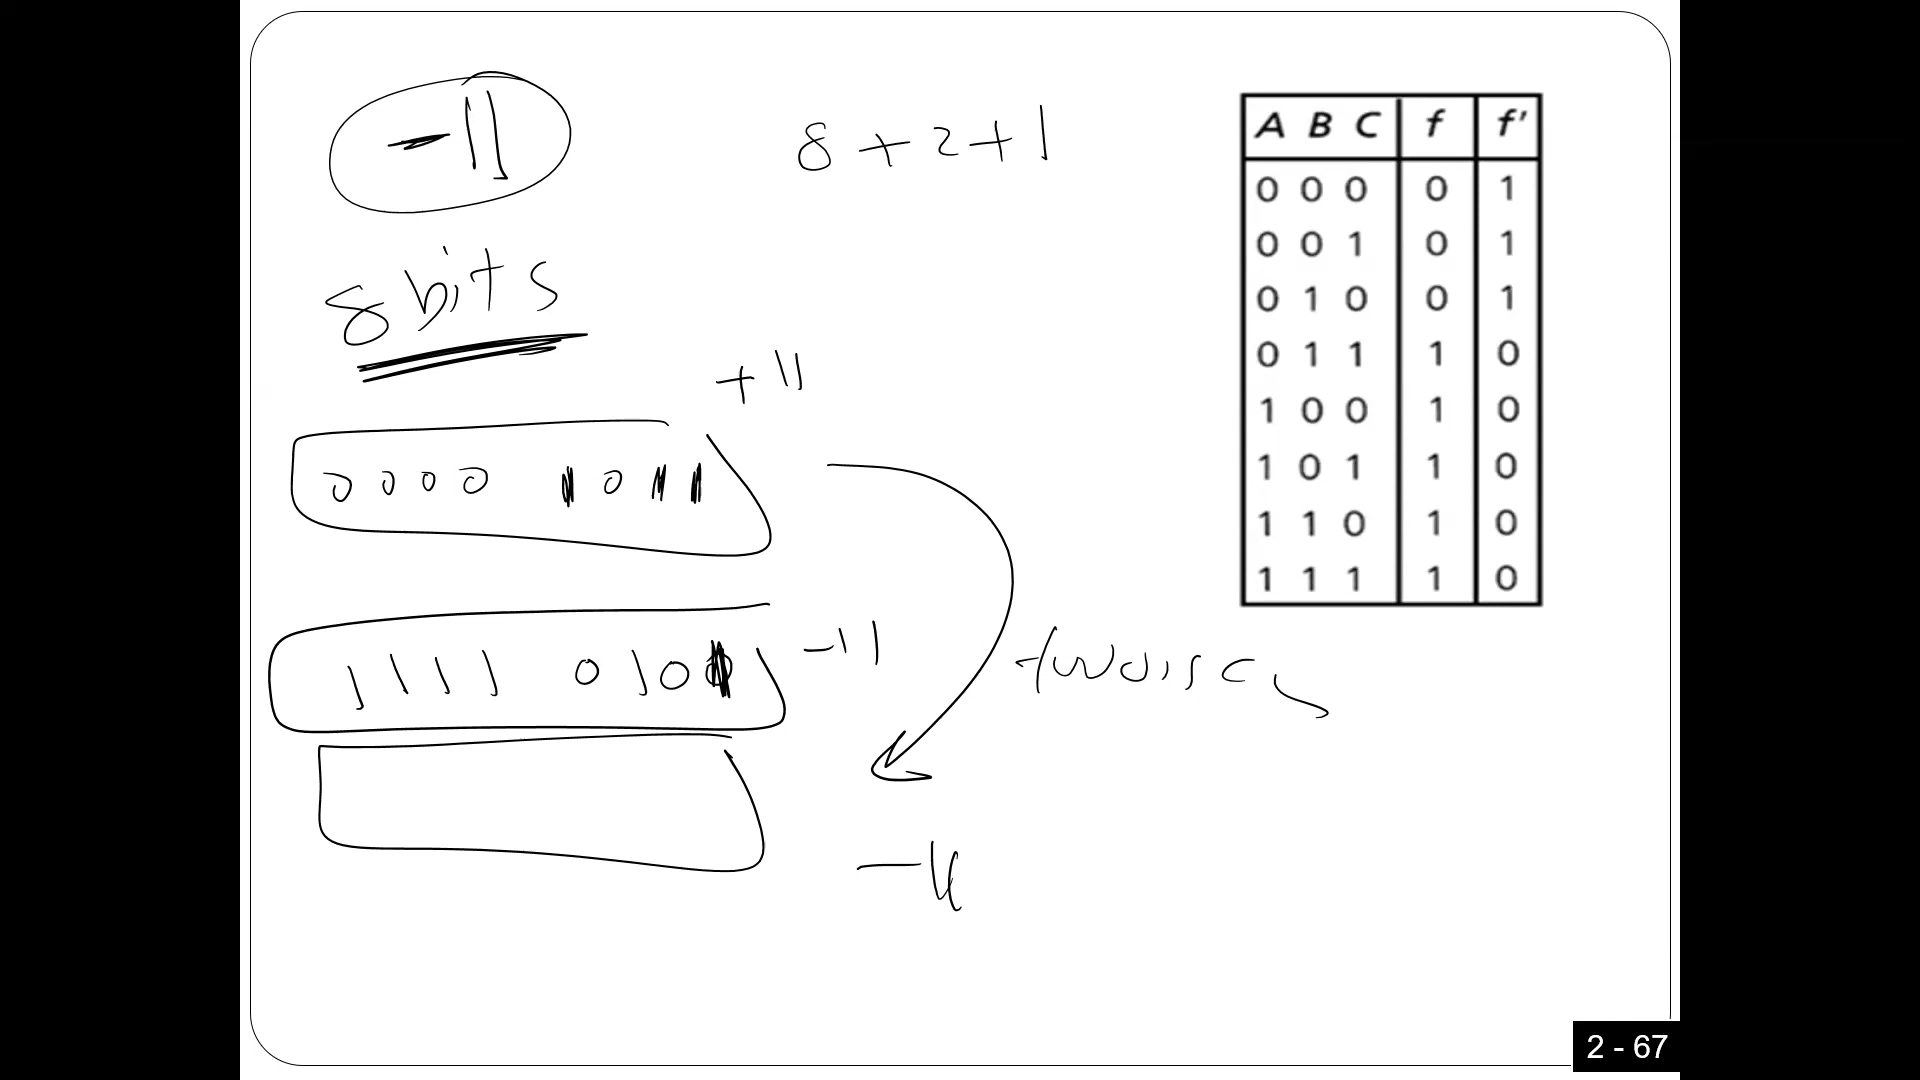 -11
8+2+1
8 bits
+11
0000 1011
1111 0101
-11
-11
A B C f f'
0 0 0 0 1
0 0 1 0 1
0 1 0 0 1
0 1 1 1 0
1 0 0 1 0
1 0 1 1 0
1 1 0 1 0
1 1 1 1 0
2 - 67